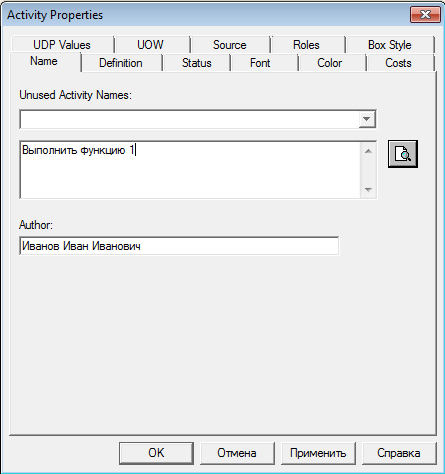 Activity Properties
UDP Values UOW Source Roles Box Style
Name Definition Status Font Color Costs
Unused Activity Names:
Выполнить функцию 1
Author:
Иванов Иван Иванович
OK Отмена Применить Справка